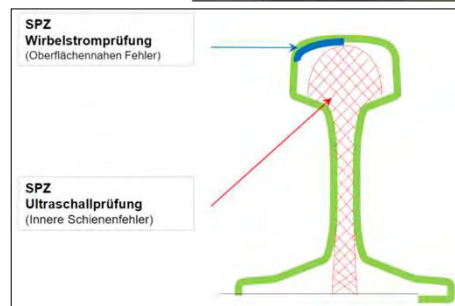 SPZ
Wirbelstromprüfung
(Oberflächennahen Fehler)
SPZ
Ultraschallprüfung
(Innere Schienenfehler)